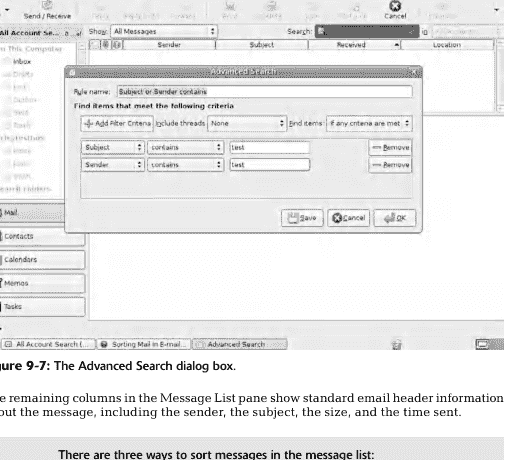 Send / Receive
Cancel
All Account Se...
Show: All Messages
Search:
in
On This Computer
Sender
Subject
Received
Location
Inbox
Advanced Search
Rule name: Subject or Sender contains
Find items that meet the following criteria
Add Filter Criteria
Include threads None
Find items if any criteria are met
Subject
contains
test
Remove
Sender
contains
test
Remove
Save
Cancel
OK
Mail
Contacts
Calendars
Memos
Tasks
All Account Search (...
Sorting Mail in E-mail...
Advanced Search
gure 9-7: The Advanced Search dialog box.
e remaining columns in the Message List pane show standard email header information
out the message, including the sender, the subject, the size, and the time sent.
There are three ways to sort messages in the message list: